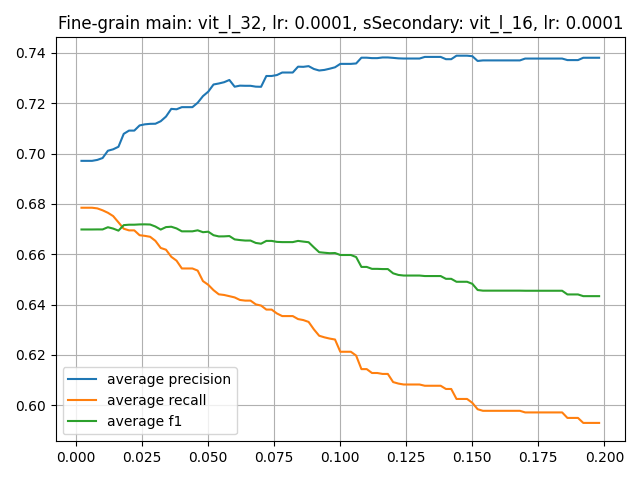 Fine-grain main: vit_l_32, lr: 0.0001, sSecondary: vit_l_16, lr: 0.0001
0.74
0.72
0.70
0.68
0.66
0.64
0.62
0.60
average precision
average recall
average f1
0.000 0.025 0.050 0.075 0.100 0.125 0.150 0.175 0.200